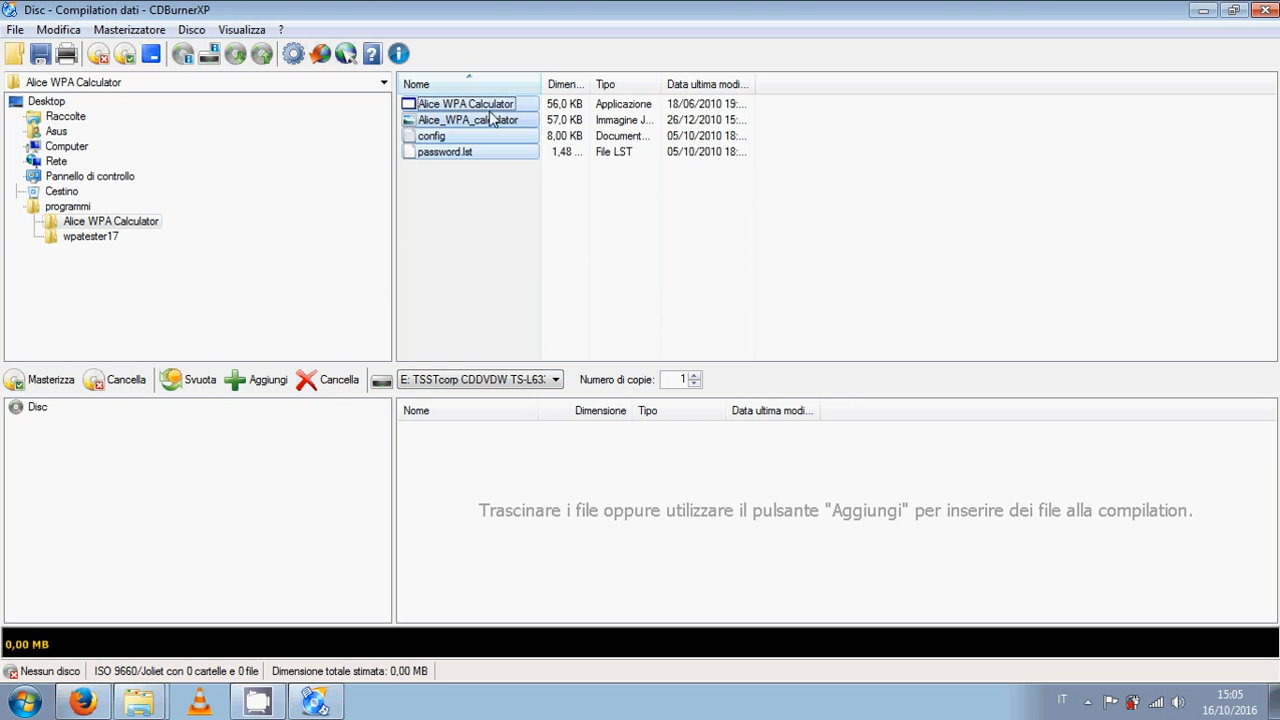 Disc - Compilation dati - CDBurnerXP
File Modifica Masterizzatore Disco Visualizza ?
Alice WPA Calculator
Desktop
Raccolte
Asus
Computer
Rete
Pannello di controllo
Cestino
programmi
Alice WPA Calculator
wpatester17
Nome Dimen... Tipo Data ultima modi...
Alice WPA Calculator 56,0 KB Applicazione 18/06/2010 19:...
Alice_WPA_calculator 57,0 KB Immagine J... 26/12/2010 15:...
config 8,00 KB Document... 05/10/2010 18:...
password.lst 1,48 ... File LST 05/10/2010 18:...
Masterizza Cancella Svuota Aggiungi Cancella E: TSSTcorp CDDVDW TS-L63: Numero di copie: 1
Disc
Nome Dimensione Tipo Data ultima modi...
Trascinare i file oppure utilizzare il pulsante "Aggiungi" per inserire dei file alla compilation.
0,00 MB
Nessun disco ISO 9660/Joliet con 0 cartelle e 0 file Dimensione totale stimata: 0,00 MB
IT 15:05
16/10/2016